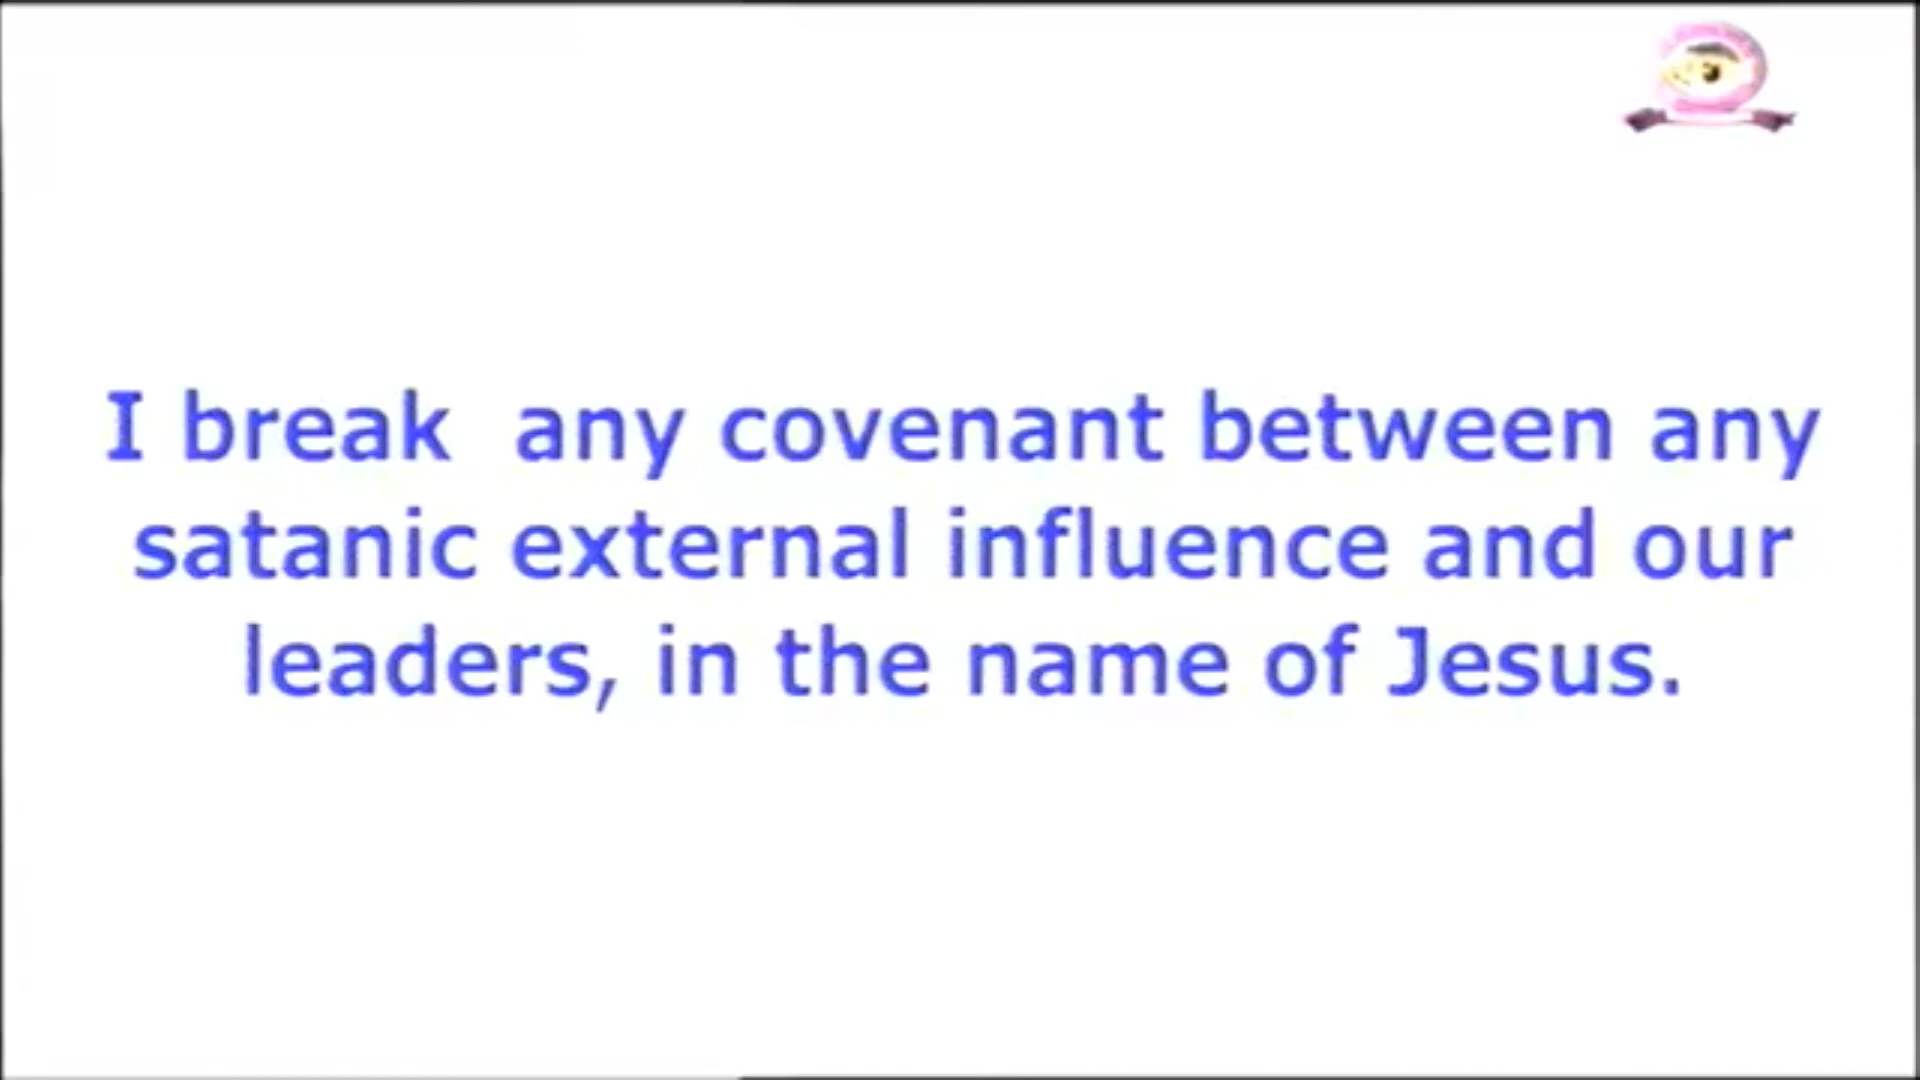 I break  any covenant between any
satanic external influence and our
leaders, in the name of Jesus.